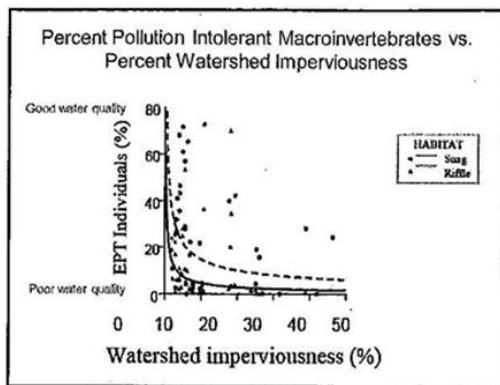 Percent Pollution Intolerant Macroinvertebrates vs.
Percent Watershed Imperviousness
Good water quality
80
60
40
20
0
Poor water quality
EPT Individuals (%)
HABITAT
Snag
Riffle
0 10 20 30 40 50
Watershed imperviousness (%)